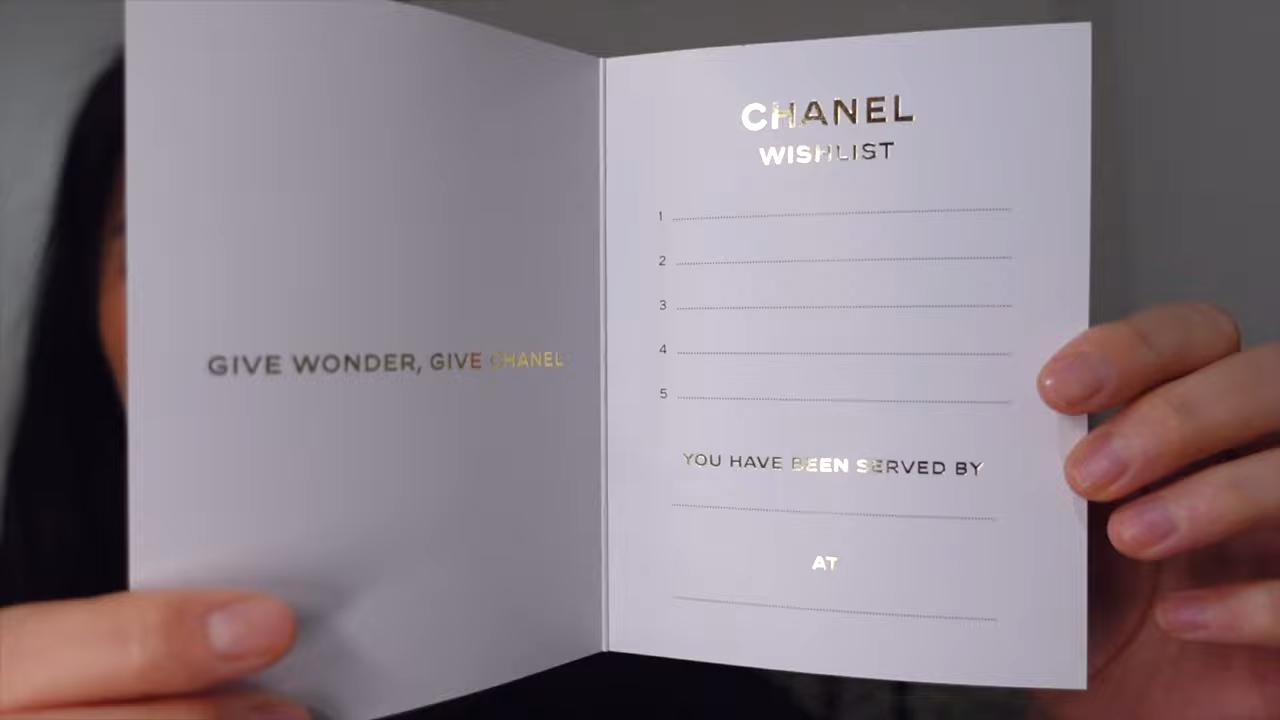 GIVE WONDER, GIVE CHANEL
CHANEL
WISHLIST
1
2
3
4
5
YOU HAVE BEEN SERVED BY
AT